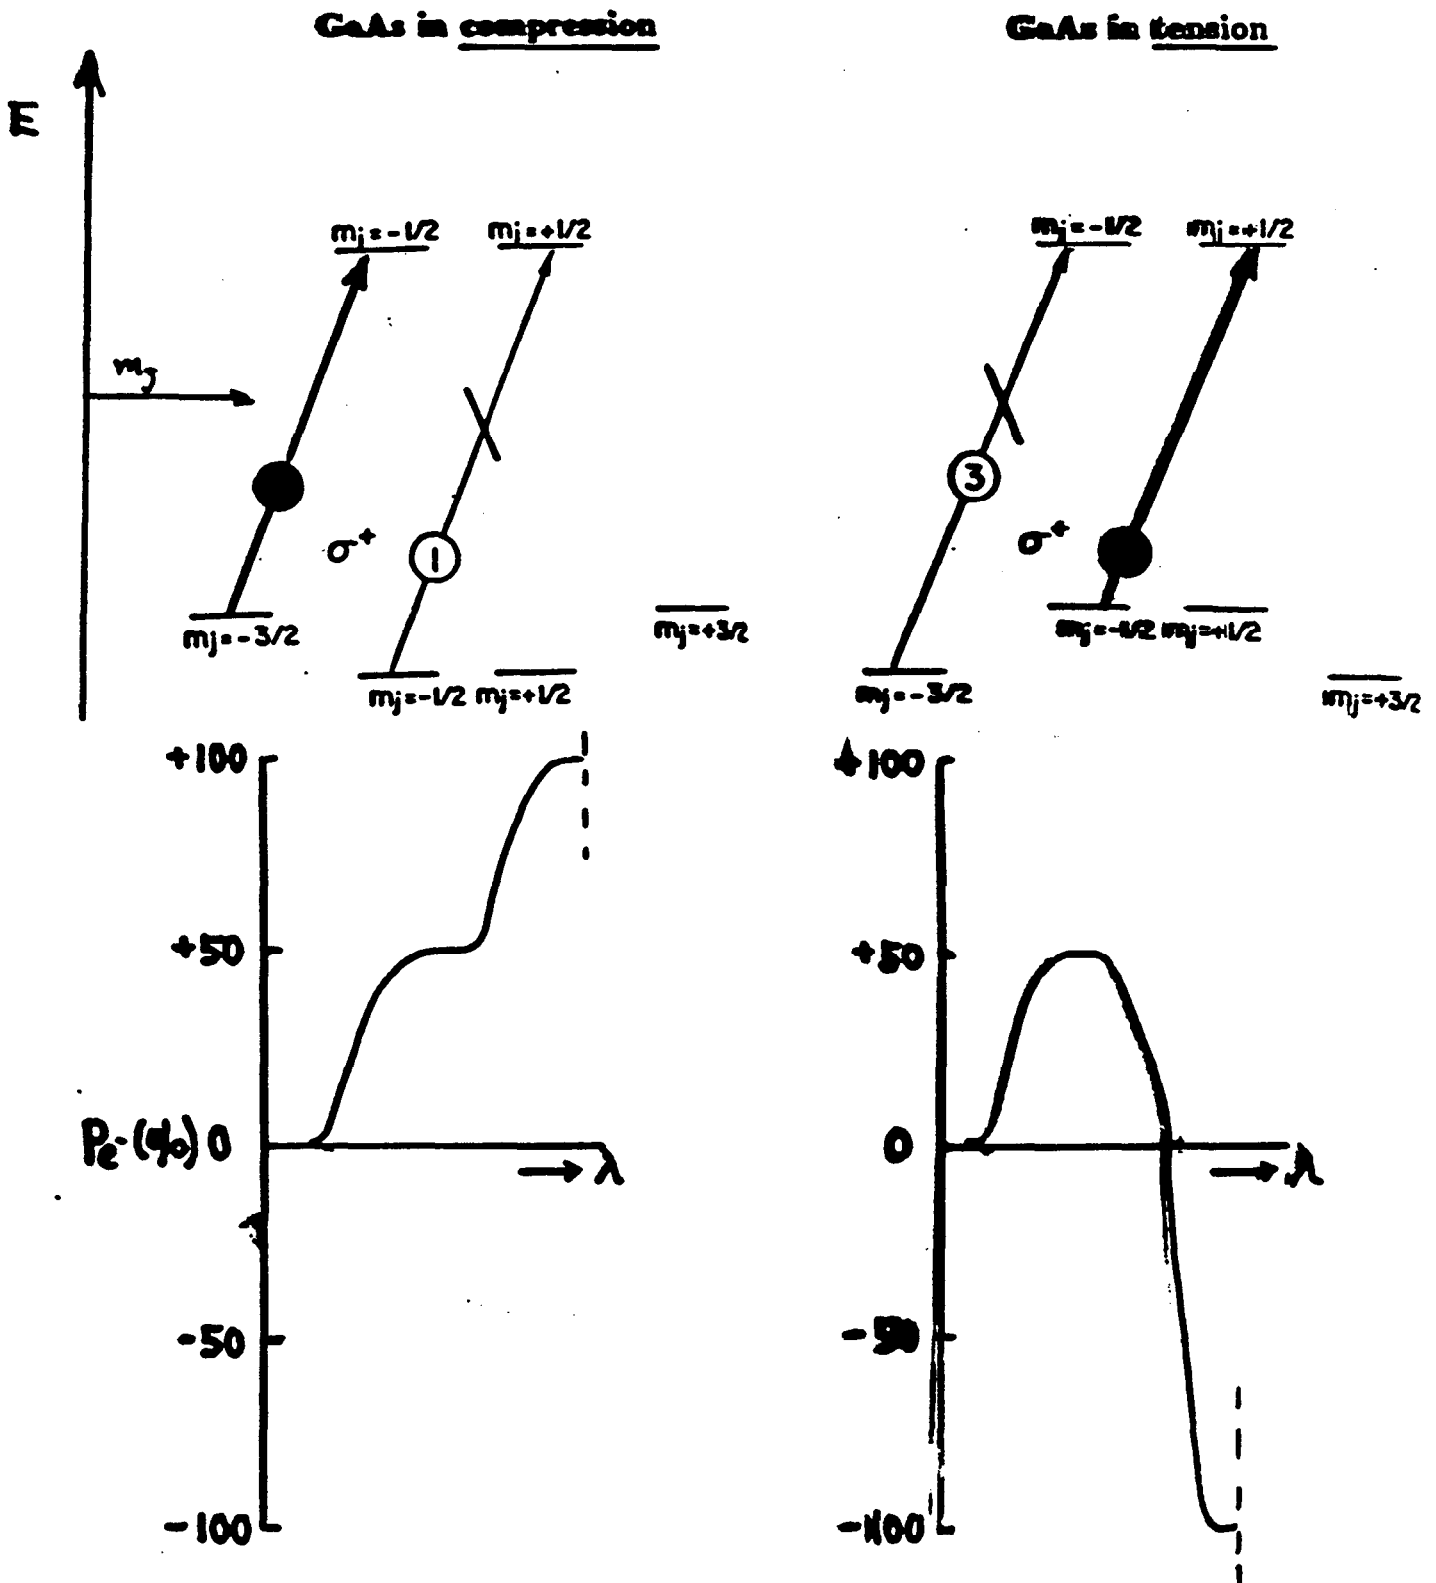 GaAs in compression
GaAs in tension
E
mj = -1/2
mj = +1/2
mj = -1/2
mj = +1/2
mJ
3
σ+
1
σ+
mj = -3/2
mj = +3/2
mj = -1/2
mj = +1/2
mj = -1/2
mj = +1/2
mj = -3/2
mj = +3/2
+100
+50
Pe- (%) 0
λ
-50
-100
+100
+50
0
λ
-50
-100